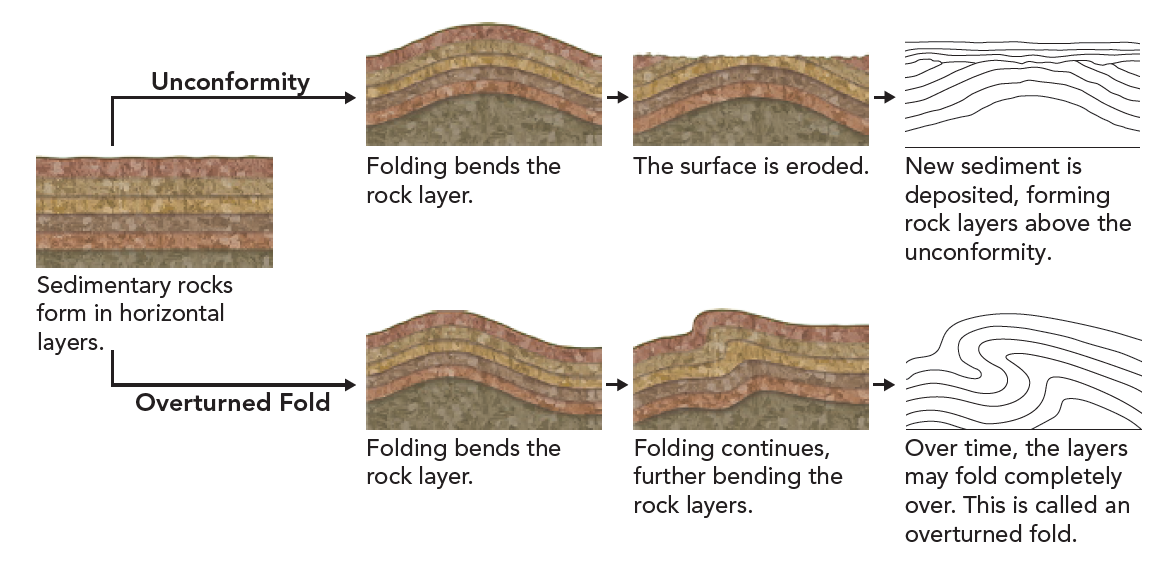 Unconformity
Folding bends the
rock layer.
The surface is eroded.
New sediment is
deposited, forming
rock layers above the
unconformity.
Sedimentary rocks
form in horizontal
layers.
Overturned Fold
Folding bends the
rock layer.
Folding continues,
further bending the
rock layers.
Over time, the layers
may fold completely
over. This is called an
overturned fold.